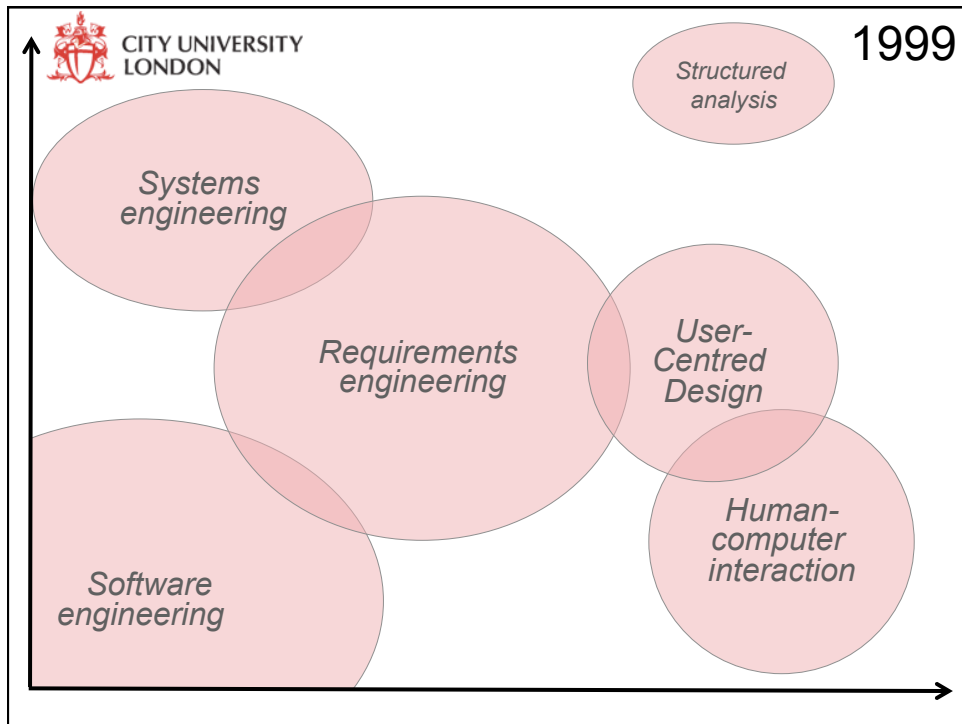 CITY UNIVERSITY
LONDON
1999
Structured
analysis
Systems
engineering
Requirements
engineering
User-
Centred
Design
Human-
computer
interaction
Software
engineering